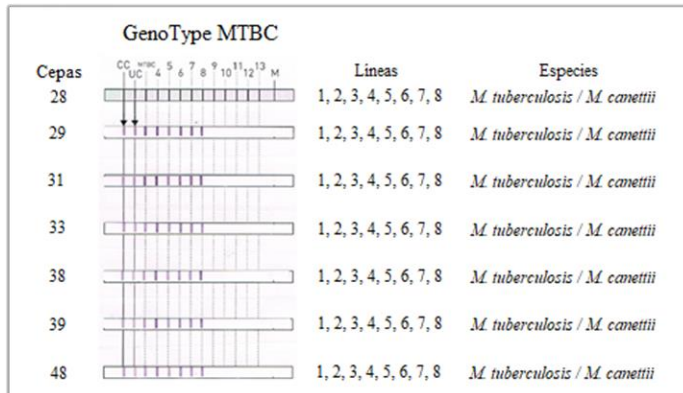 GenoType MTBC
Cepas CC UC MTBC 4 5 6 7 8 9 10 11 12 13 M Lineas Especies
28 1, 2, 3, 4, 5, 6, 7, 8 M. tuberculosis / M. canettii
29 1, 2, 3, 4, 5, 6, 7, 8 M. tuberculosis / M. canettii
31 1, 2, 3, 4, 5, 6, 7, 8 M. tuberculosis / M. canettii
33 1, 2, 3, 4, 5, 6, 7, 8 M. tuberculosis / M. canettii
38 1, 2, 3, 4, 5, 6, 7, 8 M. tuberculosis / M. canettii
39 1, 2, 3, 4, 5, 6, 7, 8 M. tuberculosis / M. canettii
48 1, 2, 3, 4, 5, 6, 7, 8 M. tuberculosis / M. canettii